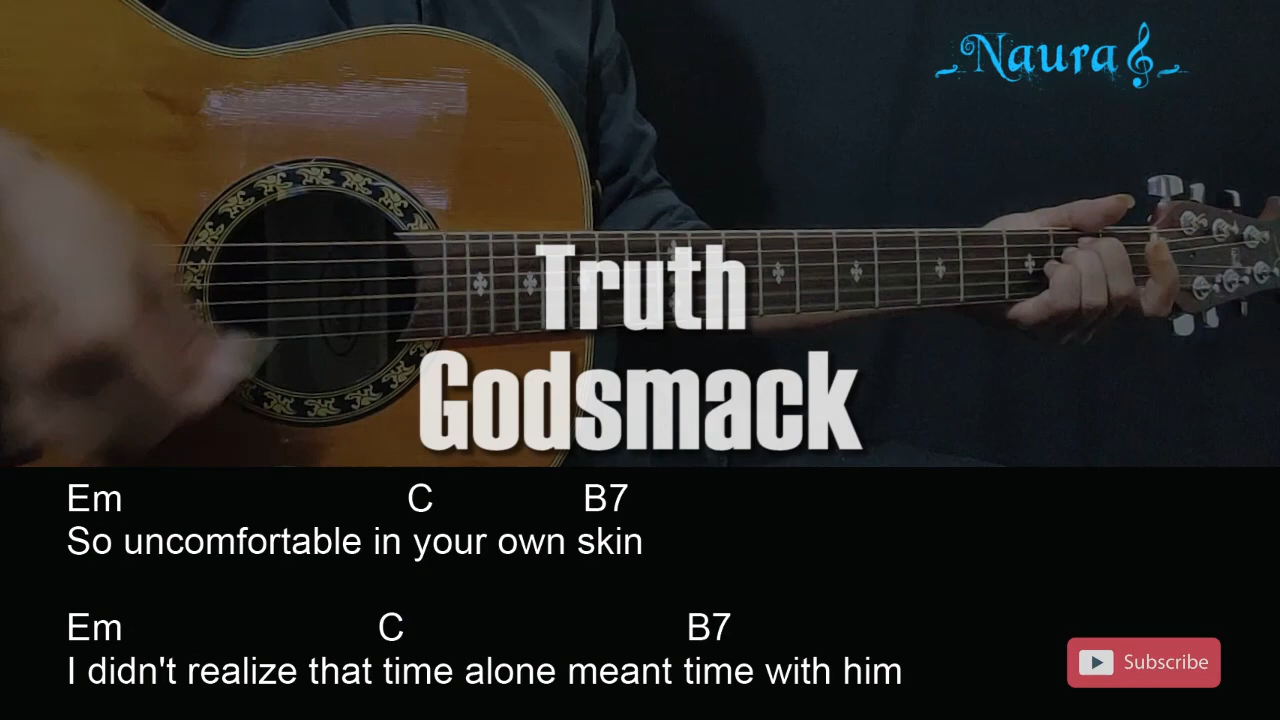 Naura
Truth
Godsmack
Em C B7
So uncomfortable in your own skin
Em C B7
I didn't realize that time alone meant time with him
Subscribe